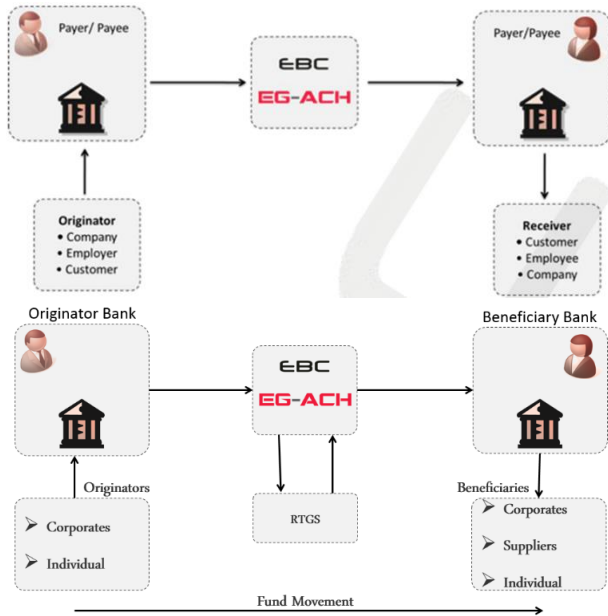 Payer/ Payee
EBC
EG-ACH
Payer/Payee
Originator
• Company
• Employer
• Customer
Receiver
• Customer
• Employee
• Company
Originator Bank
EBC
EG-ACH
Beneficiary Bank
Originators
➢ Corporates
➢ Individual
RTGS
Beneficiaries
➢ Corporates
➢ Suppliers
➢ Individual
Fund Movement